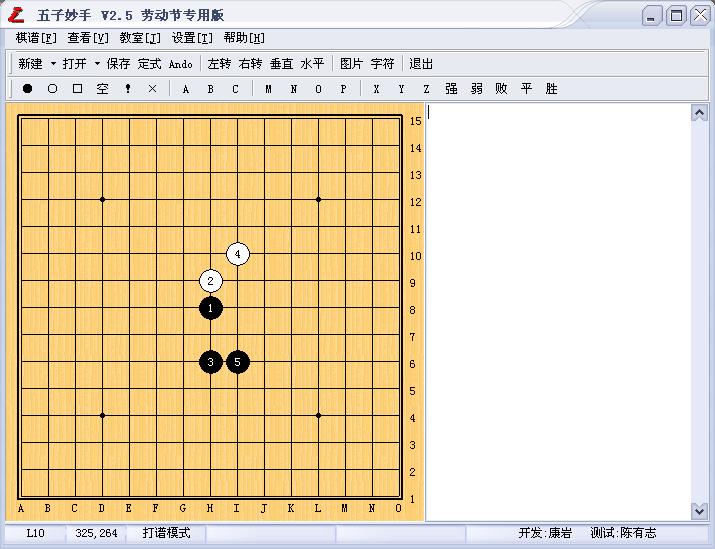 五子妙手 V2.5 劳动节专用版
棋谱[F] 查看[V] 教室[J] 设置[T] 帮助[H]
新建 打开 保存 定式 Ando 左转 右转 垂直 水平 图片 字符 退出
空 ! × A B C M N O P X Y Z 强 弱 败 平 胜
15
14
13
12
11
4 10
2 9
1 8
7
3 5 6
5
4
3
2
1
A B C D E F G H I J K L M N O
L10 325,264 打谱模式 开发:康岩 测试:陈有志